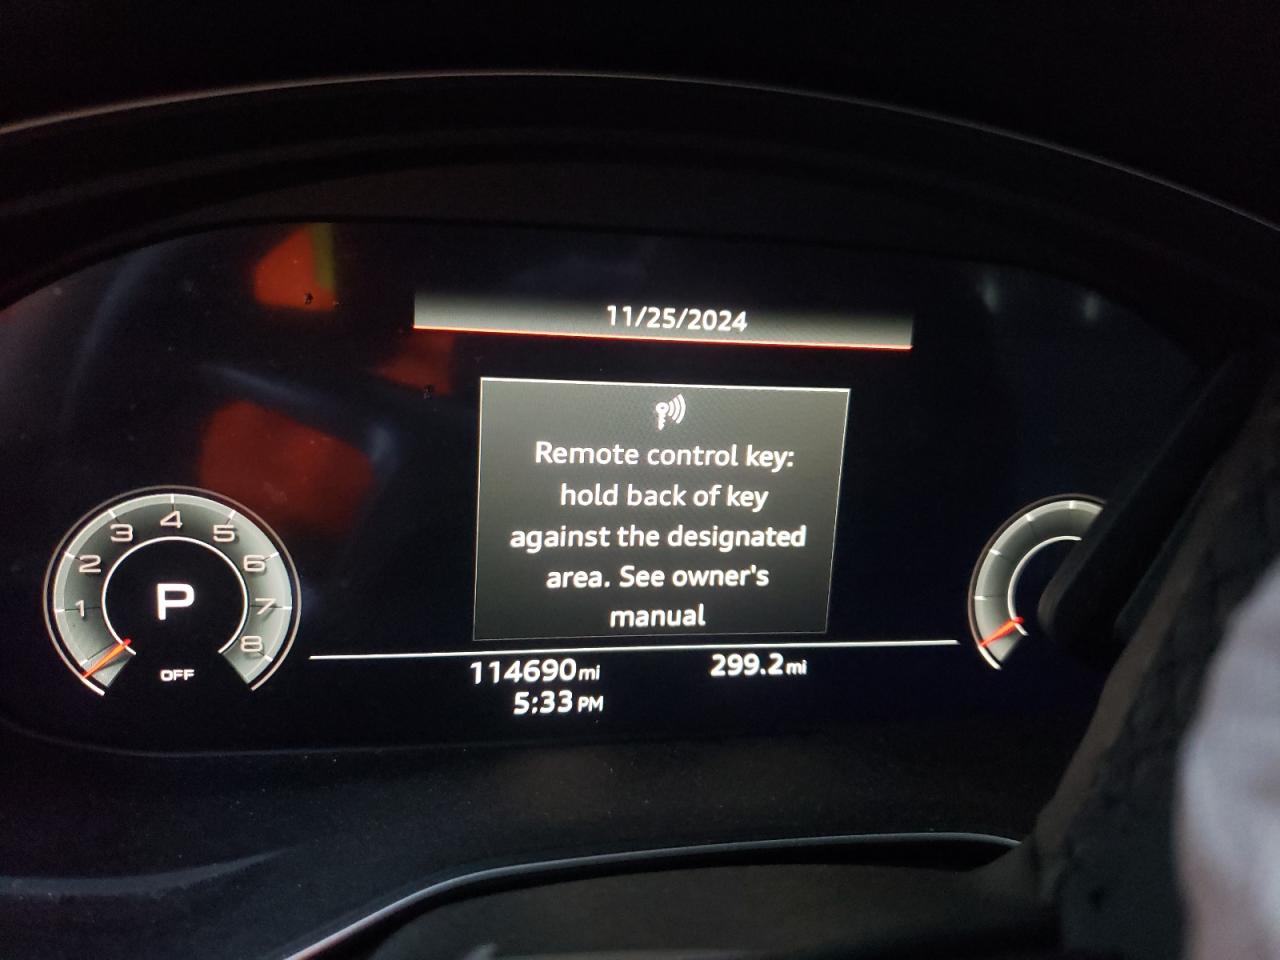 11/25/2024
Remote control key:
hold back of key
against the designated
area. See owner's
manual
1
2
3
4
5
6
7
8
P
OFF
114690mi
299.2mi
5:33 PM